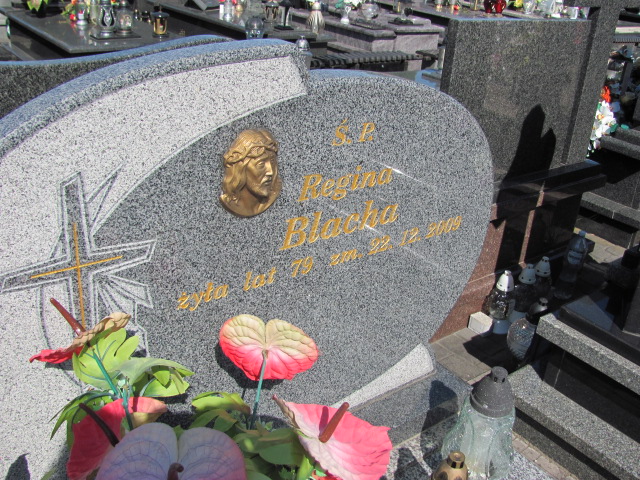 Ś. P.
Regina
Blacha
żyła lat 79 zm. 22. 12. 2009